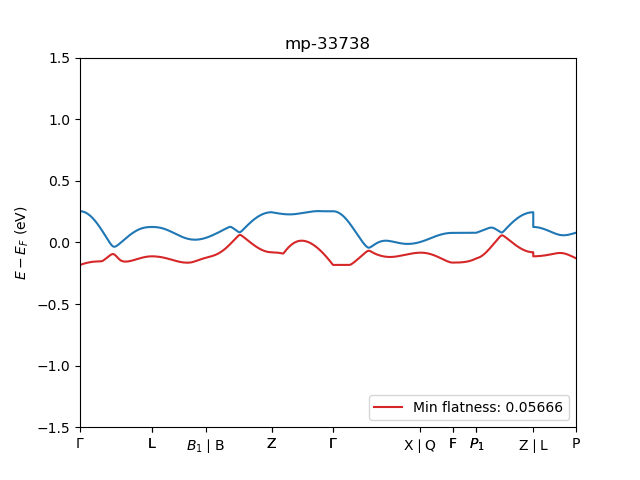 mp-33738
1.5
1.0
0.5
0.0
−0.5
−1.0
−1.5
E − E_F (eV)
Min flatness: 0.05666
Γ L B₁ | B Z Γ X | Q F P₁ Z | L P